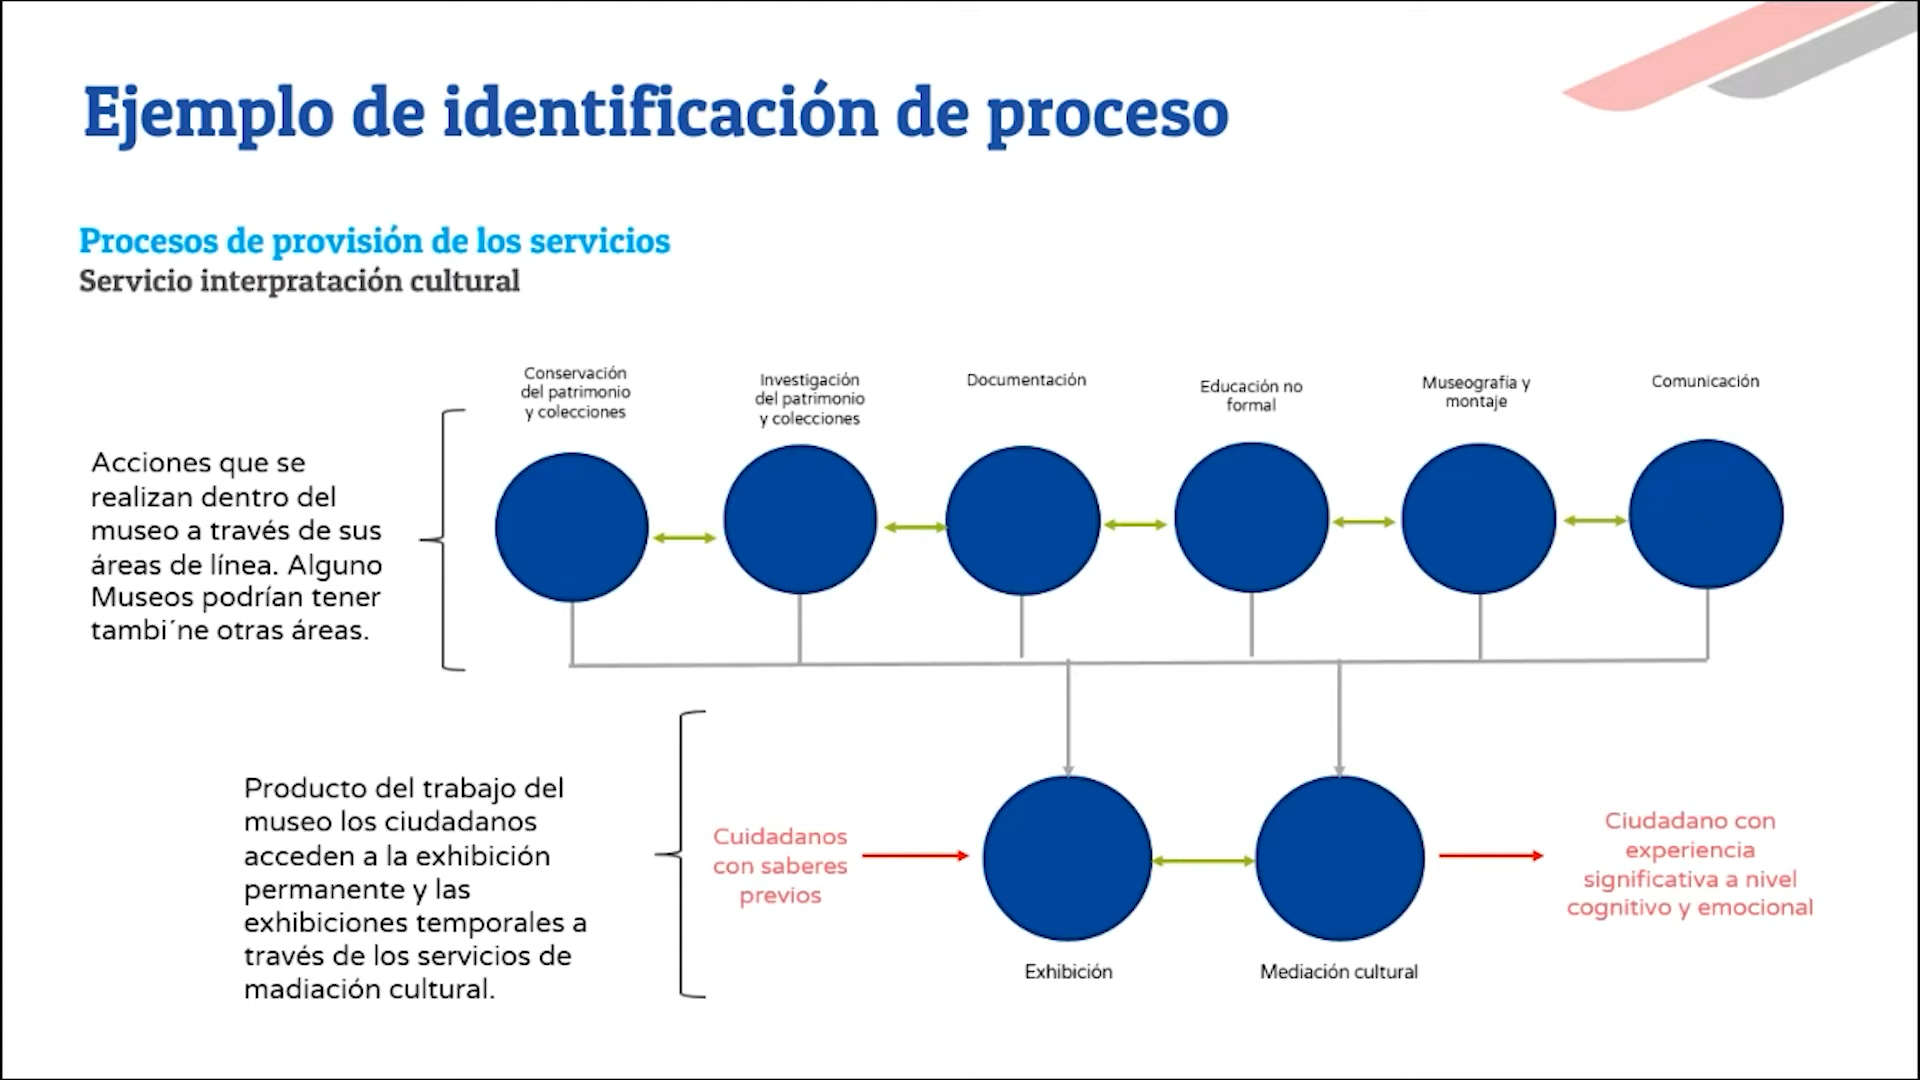 Ejemplo de identificación de proceso
Procesos de provisión de los servicios
Servicio interpratación cultural
Conservación
del patrimonio
y colecciones
Investigación
del patrimonio
y colecciones
Documentación
Educación no
formal
Museografía y
montaje
Comunicación
Acciones que se
realizan dentro del
museo a través de sus
áreas de línea. Alguno
Museos podrían tener
tambi´ne otras áreas.
Producto del trabajo del
museo los ciudadanos
acceden a la exhibición
permanente y las
exhibiciones temporales a
través de los servicios de
madiación cultural.
Cuidadanos
con saberes
previos
Exhibición
Mediación cultural
Ciudadano con
experiencia
significativa a nivel
cognitivo y emocional